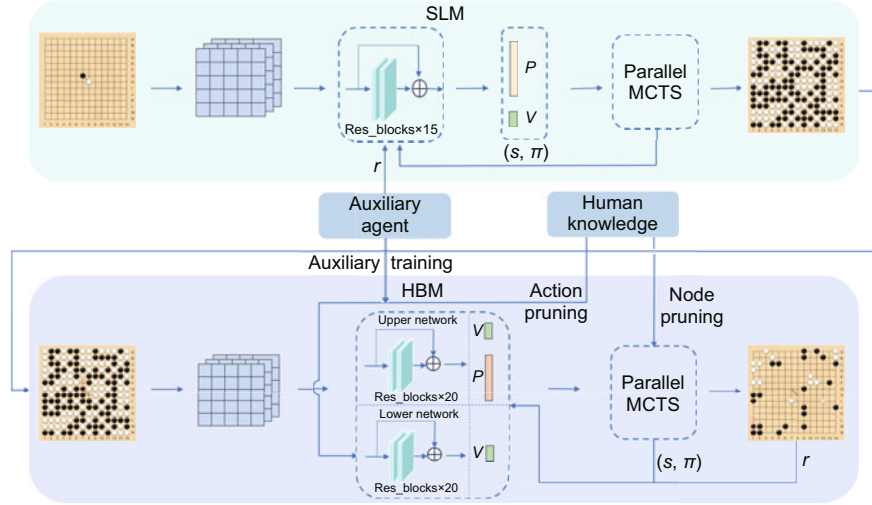 SLM
P
V
Parallel
MCTS
Res_blocks×15
(s, π)
r
Auxiliary
agent
Human
knowledge
Auxiliary training
HBM
Action
pruning
Node
pruning
Upper network
V
P
Res_blocks×20
Lower network
V
Res_blocks×20
Parallel
MCTS
(s, π)
r